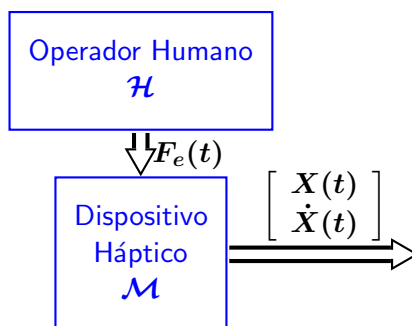 Operador Humano
𝓗
F_e(t)
Dispositivo
Háptico
𝓜
[ X(t)
Ẋ(t) ]